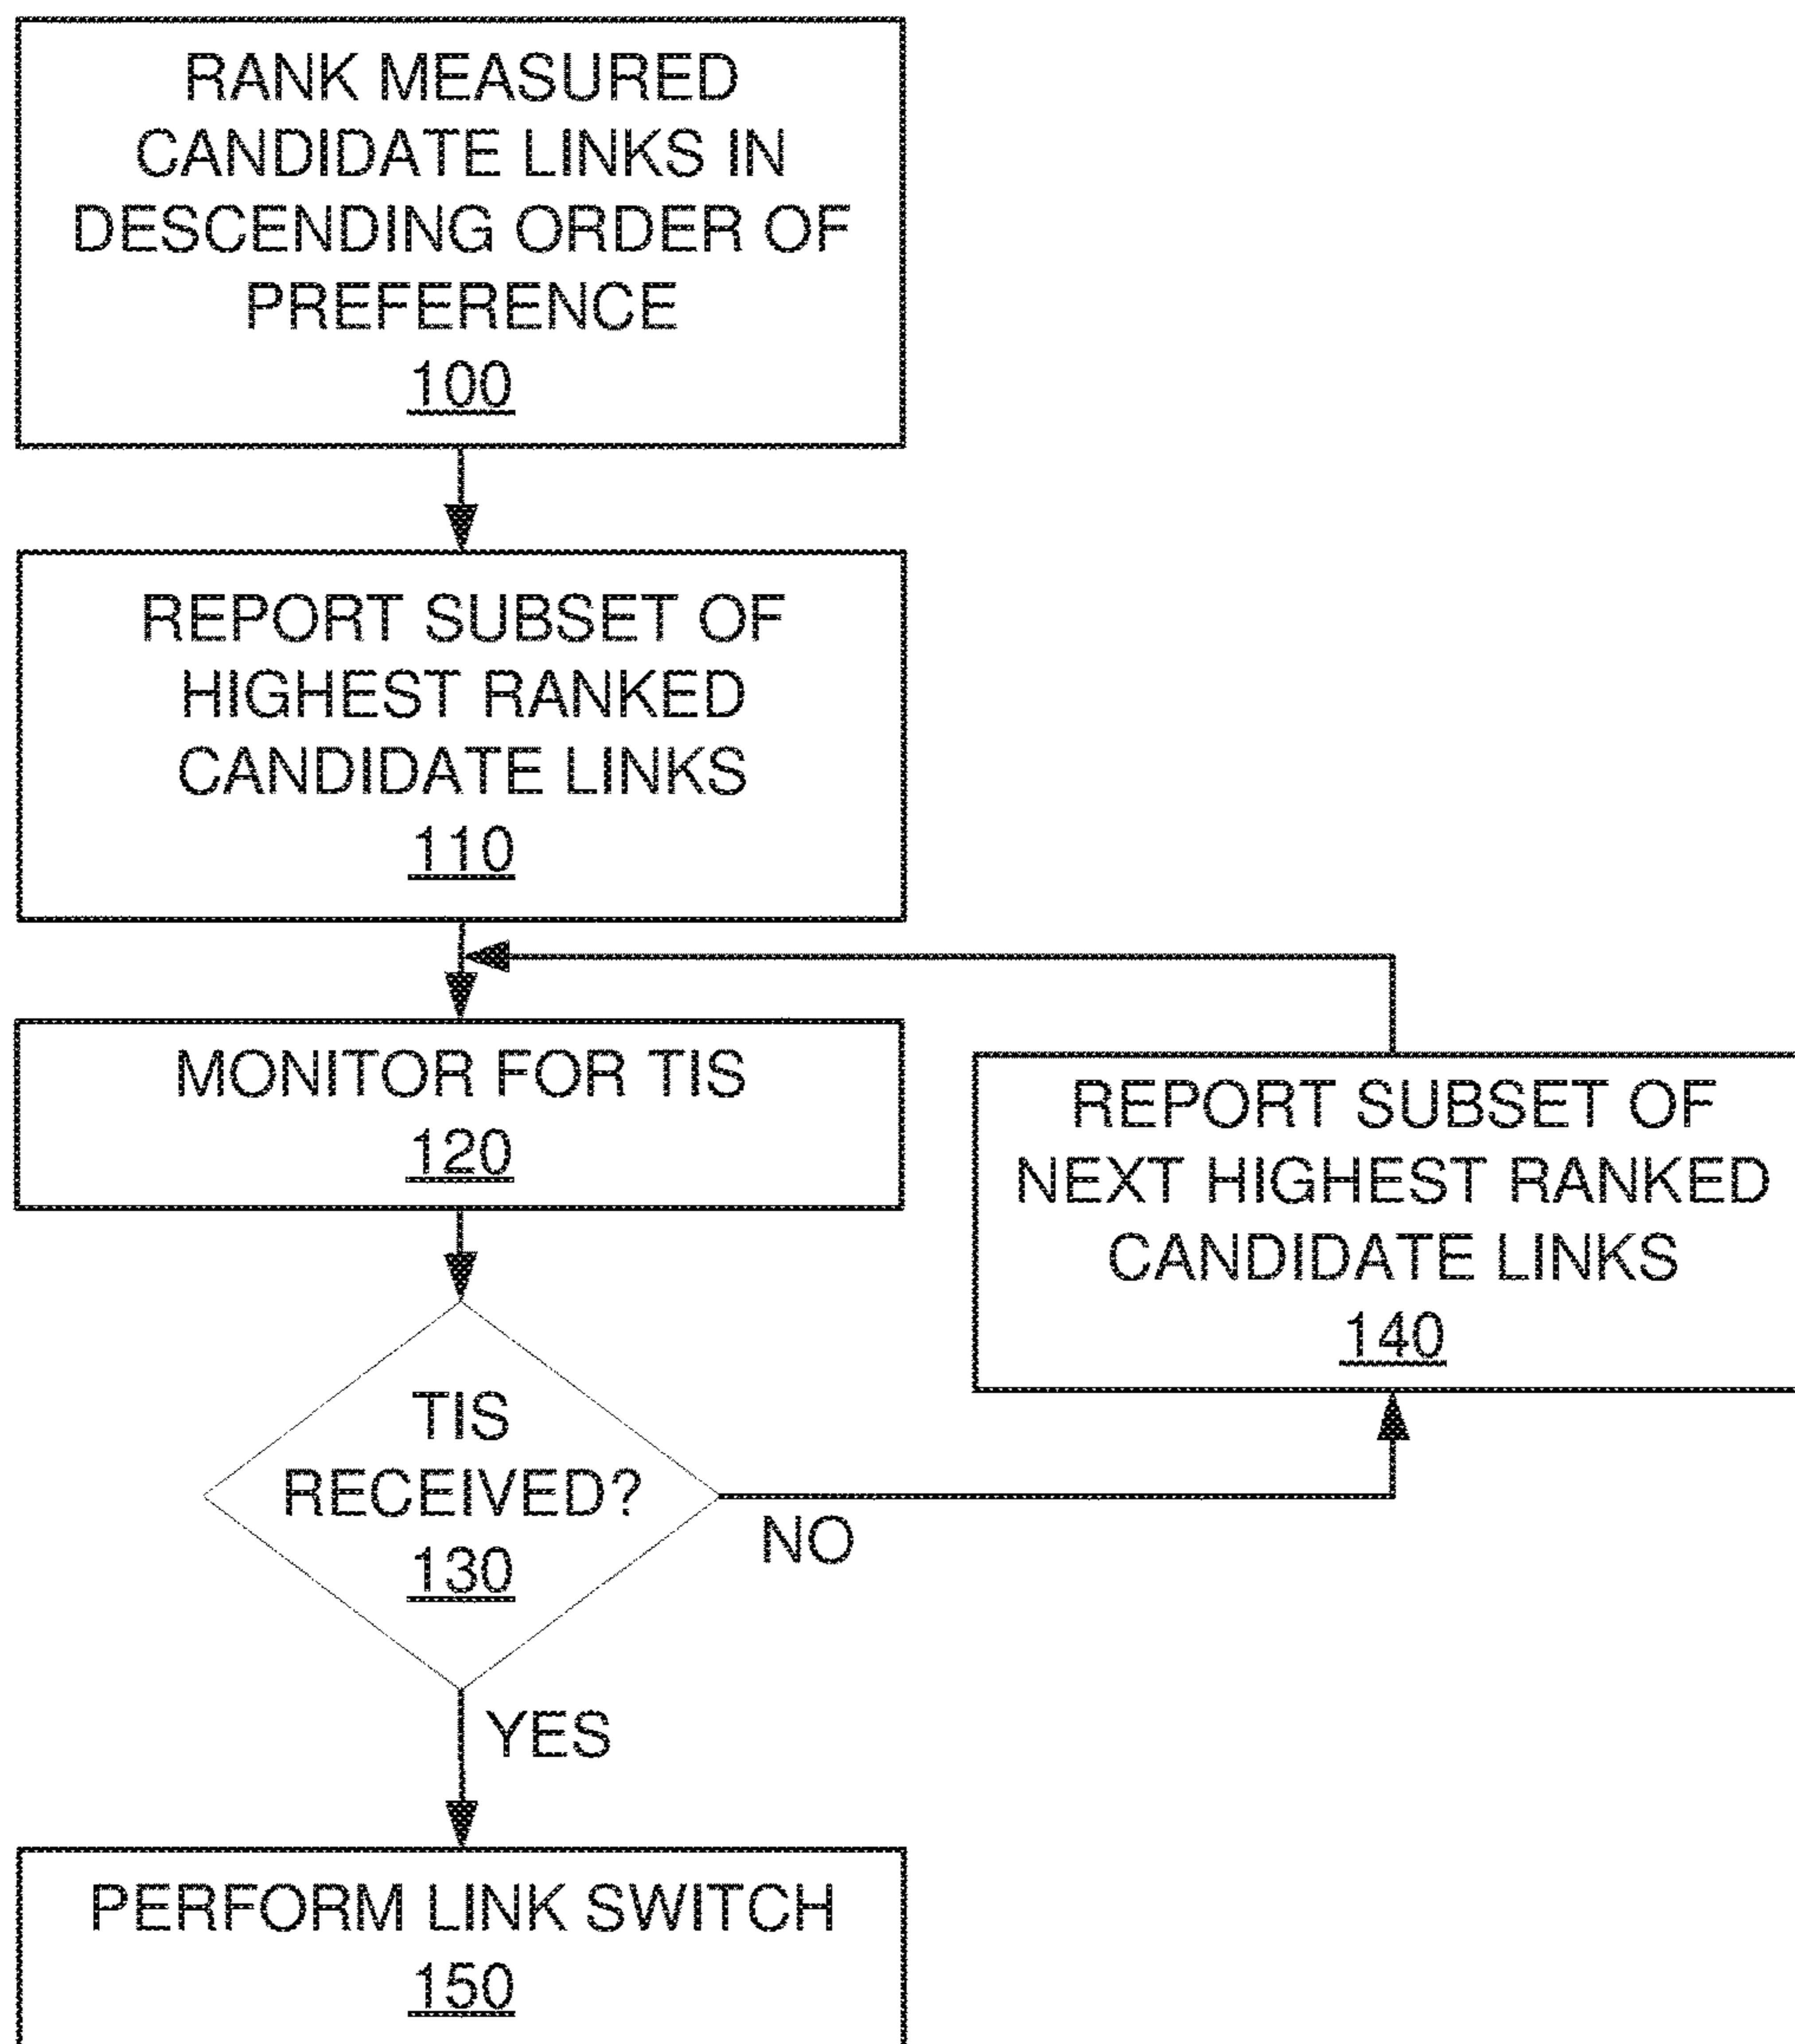 RANK MEASURED
CANDIDATE LINKS IN
DESCENDING ORDER OF
PREFERENCE
100
REPORT SUBSET OF
HIGHEST RANKED
CANDIDATE LINKS
110
MONITOR FOR TIS
120
REPORT SUBSET OF
NEXT HIGHEST RANKED
CANDIDATE LINKS
140
TIS
RECEIVED?
130
NO
YES
PERFORM LINK SWITCH
150